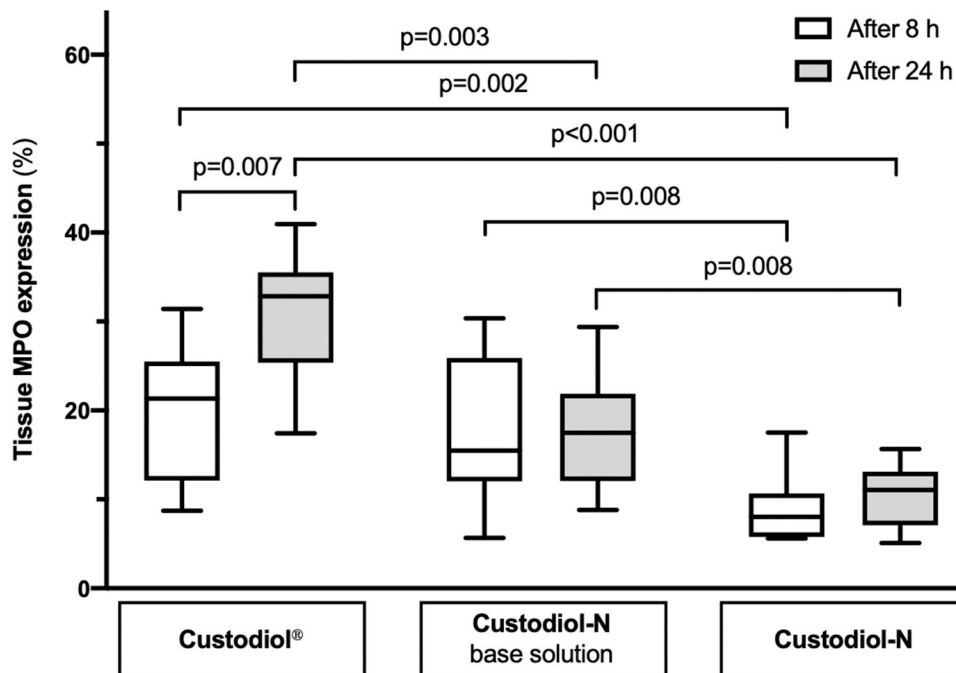 After 8 h
After 24 h
p=0.003
p=0.002
p<0.001
p=0.007
p=0.008
p=0.008
Tissue MPO expression (%)
60
40
20
0
Custodiol®
Custodiol-N
base solution
Custodiol-N